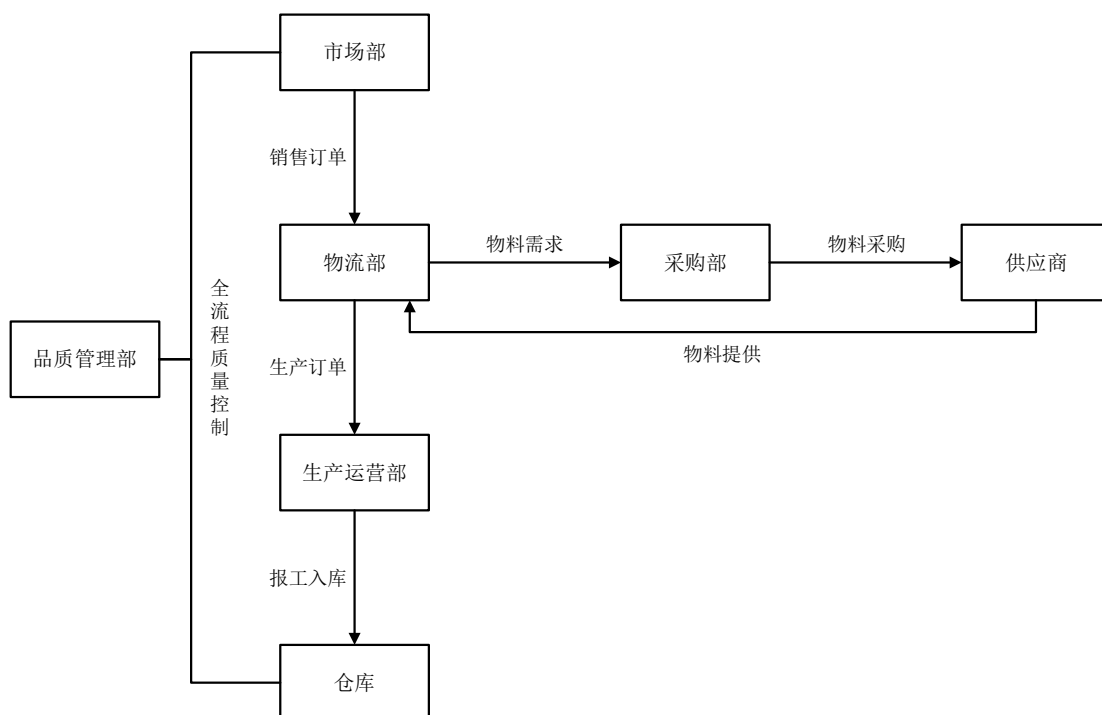 市场部
销售订单
物流部
物料需求
采购部
物料采购
供应商
物料提供
全流程质量控制
品质管理部
生产订单
生产运营部
报工入库
仓库